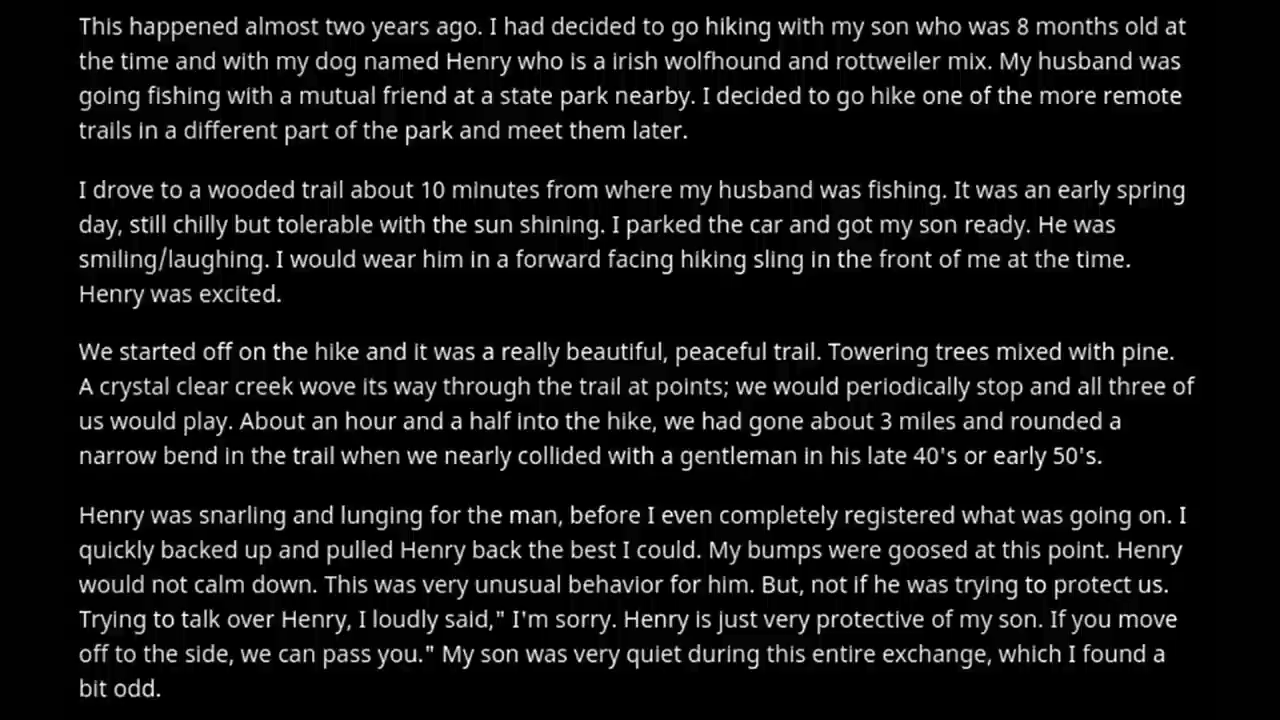 This happened almost two years ago. I had decided to go hiking with my son who was 8 months old at
the time and with my dog named Henry who is a irish wolfhound and rottweiler mix. My husband was
going fishing with a mutual friend at a state park nearby. I decided to go hike one of the more remote
trails in a different part of the park and meet them later.
I drove to a wooded trail about 10 minutes from where my husband was fishing. It was an early spring
day, still chilly but tolerable with the sun shining. I parked the car and got my son ready. He was
smiling/laughing. I would wear him in a forward facing hiking sling in the front of me at the time.
Henry was excited.
We started off on the hike and it was a really beautiful, peaceful trail. Towering trees mixed with pine.
A crystal clear creek wove its way through the trail at points; we would periodically stop and all three of
us would play. About an hour and a half into the hike, we had gone about 3 miles and rounded a
narrow bend in the trail when we nearly collided with a gentleman in his late 40's or early 50's.
Henry was snarling and lunging for the man, before I even completely registered what was going on. I
quickly backed up and pulled Henry back the best I could. My bumps were goosed at this point. Henry
would not calm down. This was very unusual behavior for him. But, not if he was trying to protect us.
Trying to talk over Henry, I loudly said," I'm sorry. Henry is just very protective of my son. If you move
off to the side, we can pass you." My son was very quiet during this entire exchange, which I found a
bit odd.